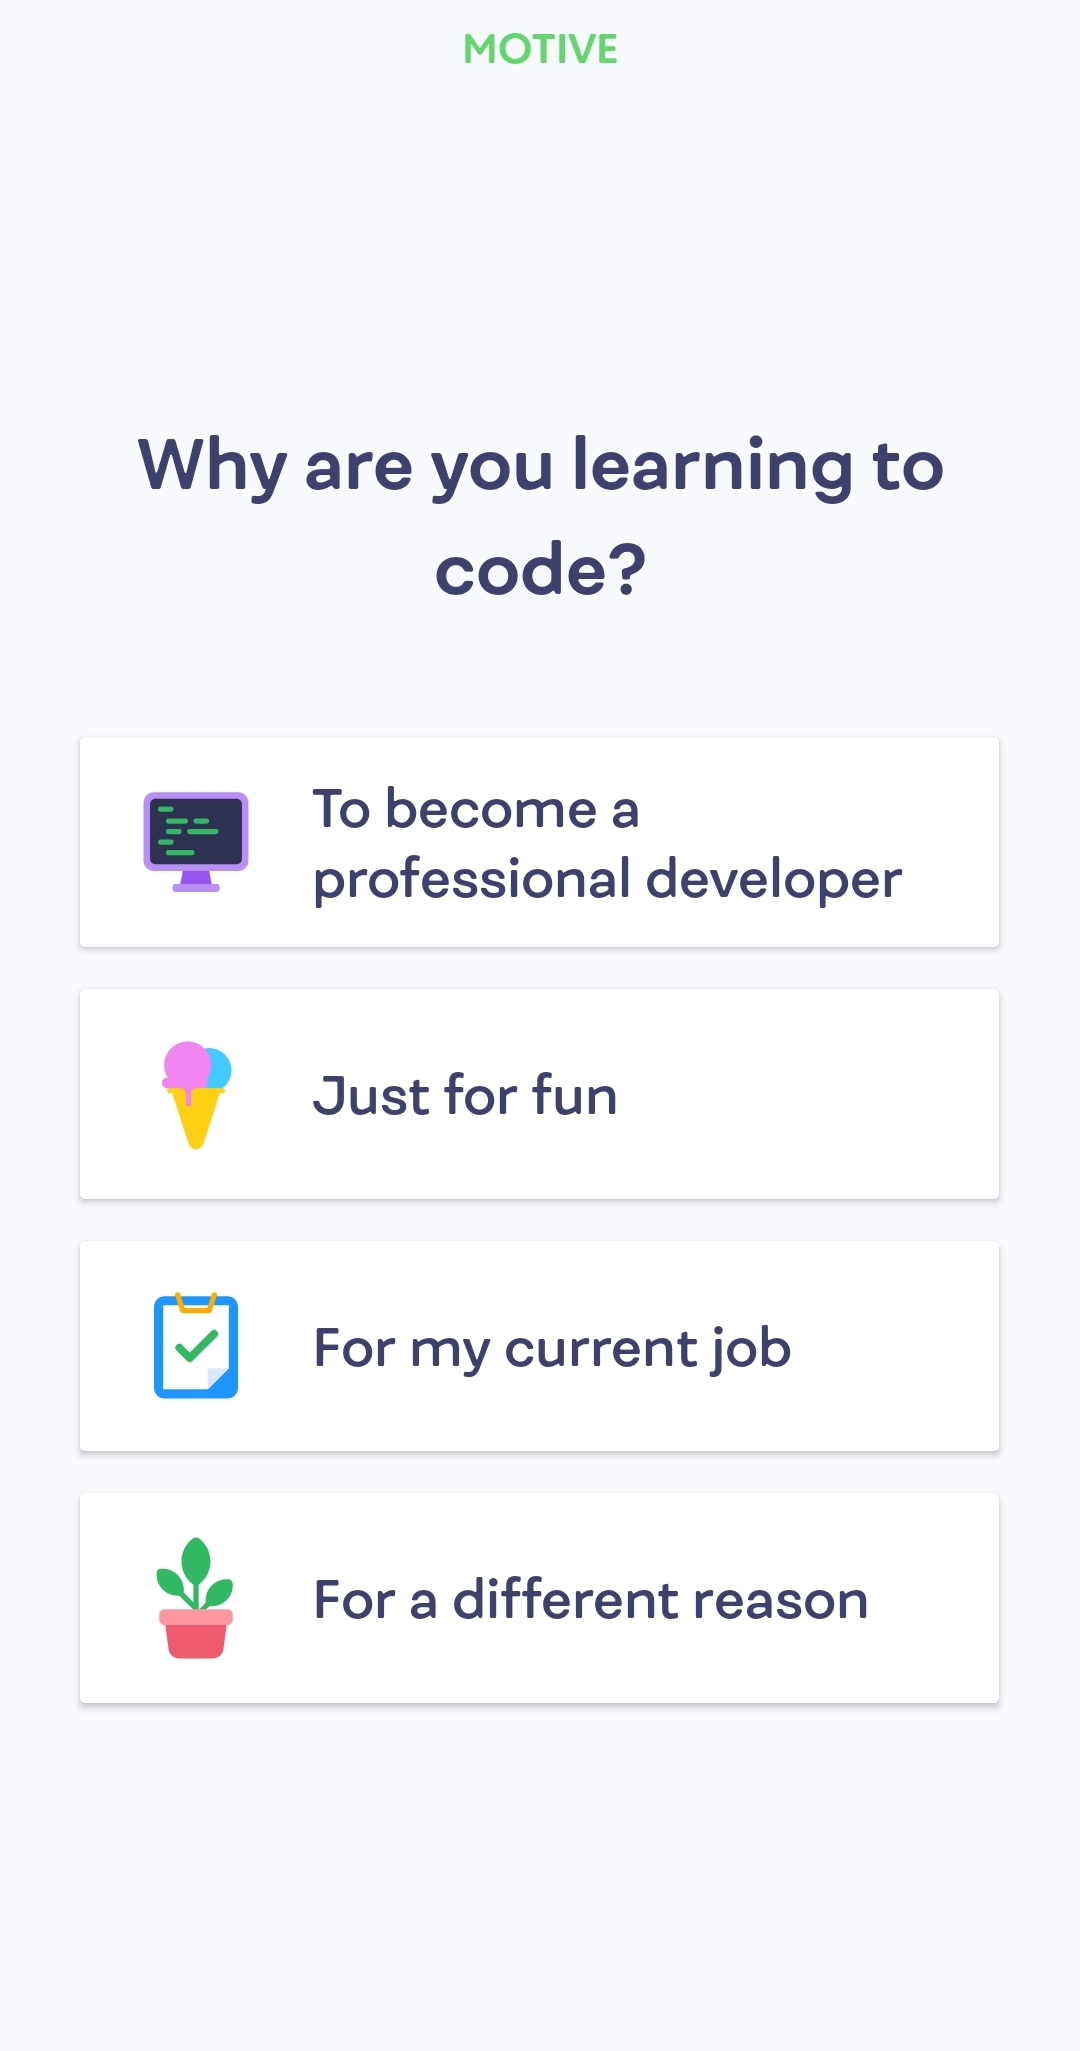 MOTIVE
Why are you learning to
code?
To become a
professional developer
Just for fun
For my current job
For a different reason